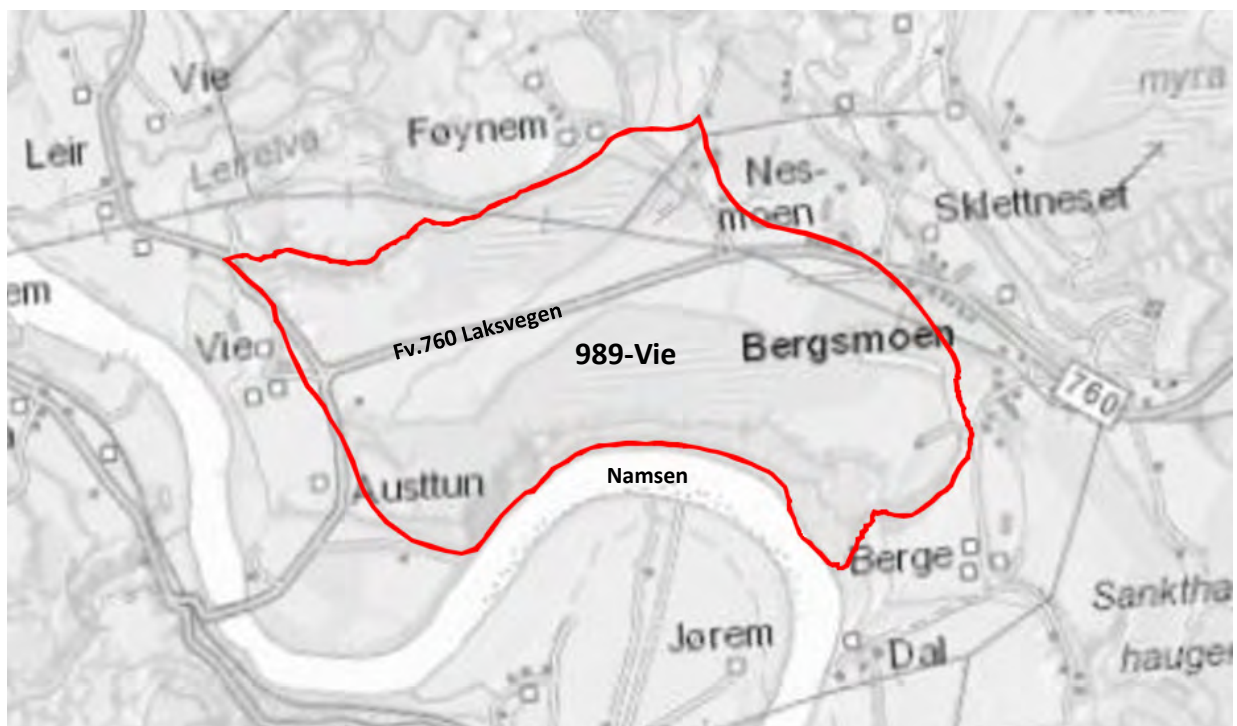 Vie
myra
Leir
Leirelva
Føynem
Nes-
moen
Sklettneset
em
Vie
Fv.760 Laksvegen
989-Vie
Bergsmoen
760
Austtun
Namsen
Berge
Jørem
Dal
Sanktha
hauger